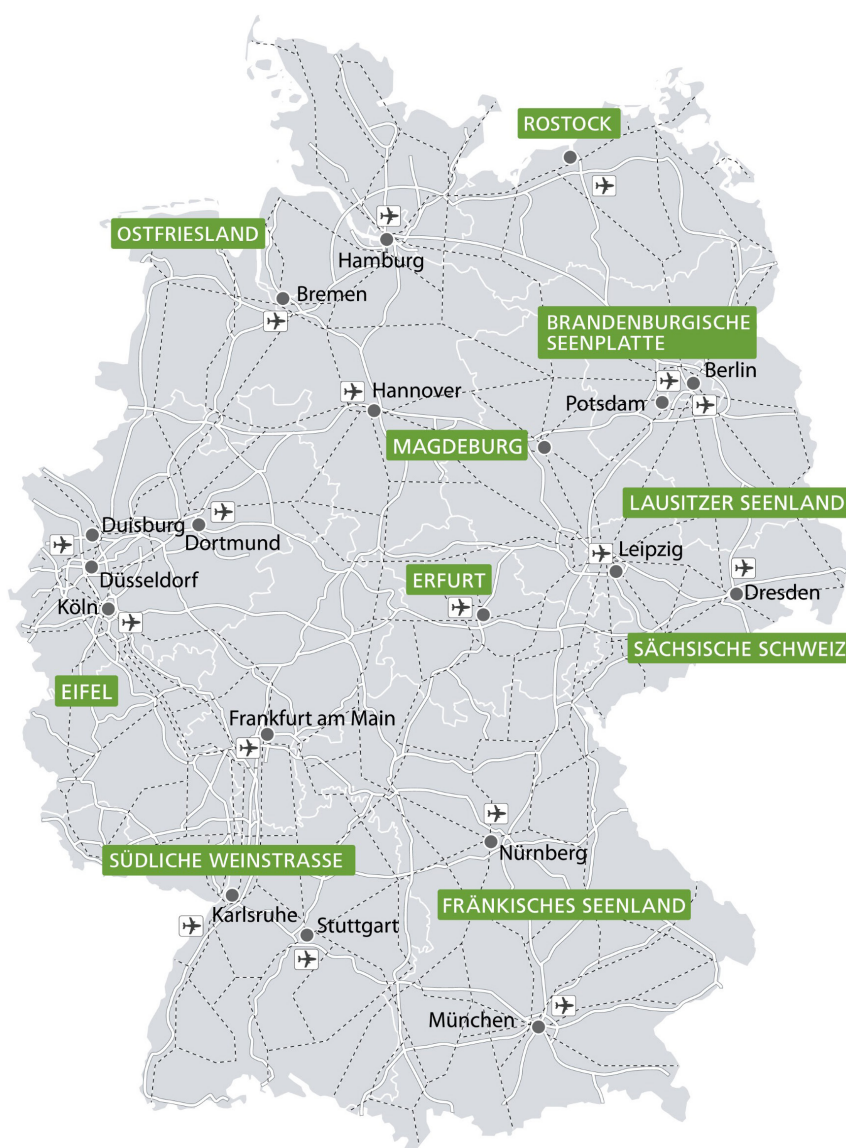 ROSTOCK
OSTFRIESLAND
Hamburg
Bremen
BRANDENBURGISCHE
SEENPLATTE
Berlin
Hannover
Potsdam
MAGDEBURG
LAUSITZER SEENLAND
Duisburg
Dortmund
Leipzig
Düsseldorf
ERFURT
Dresden
Köln
SÄCHSISCHE SCHWEIZ
EIFEL
Frankfurt am Main
Nürnberg
SÜDLICHE WEINSTRASSE
FRÄNKISCHES SEENLAND
Karlsruhe
Stuttgart
München